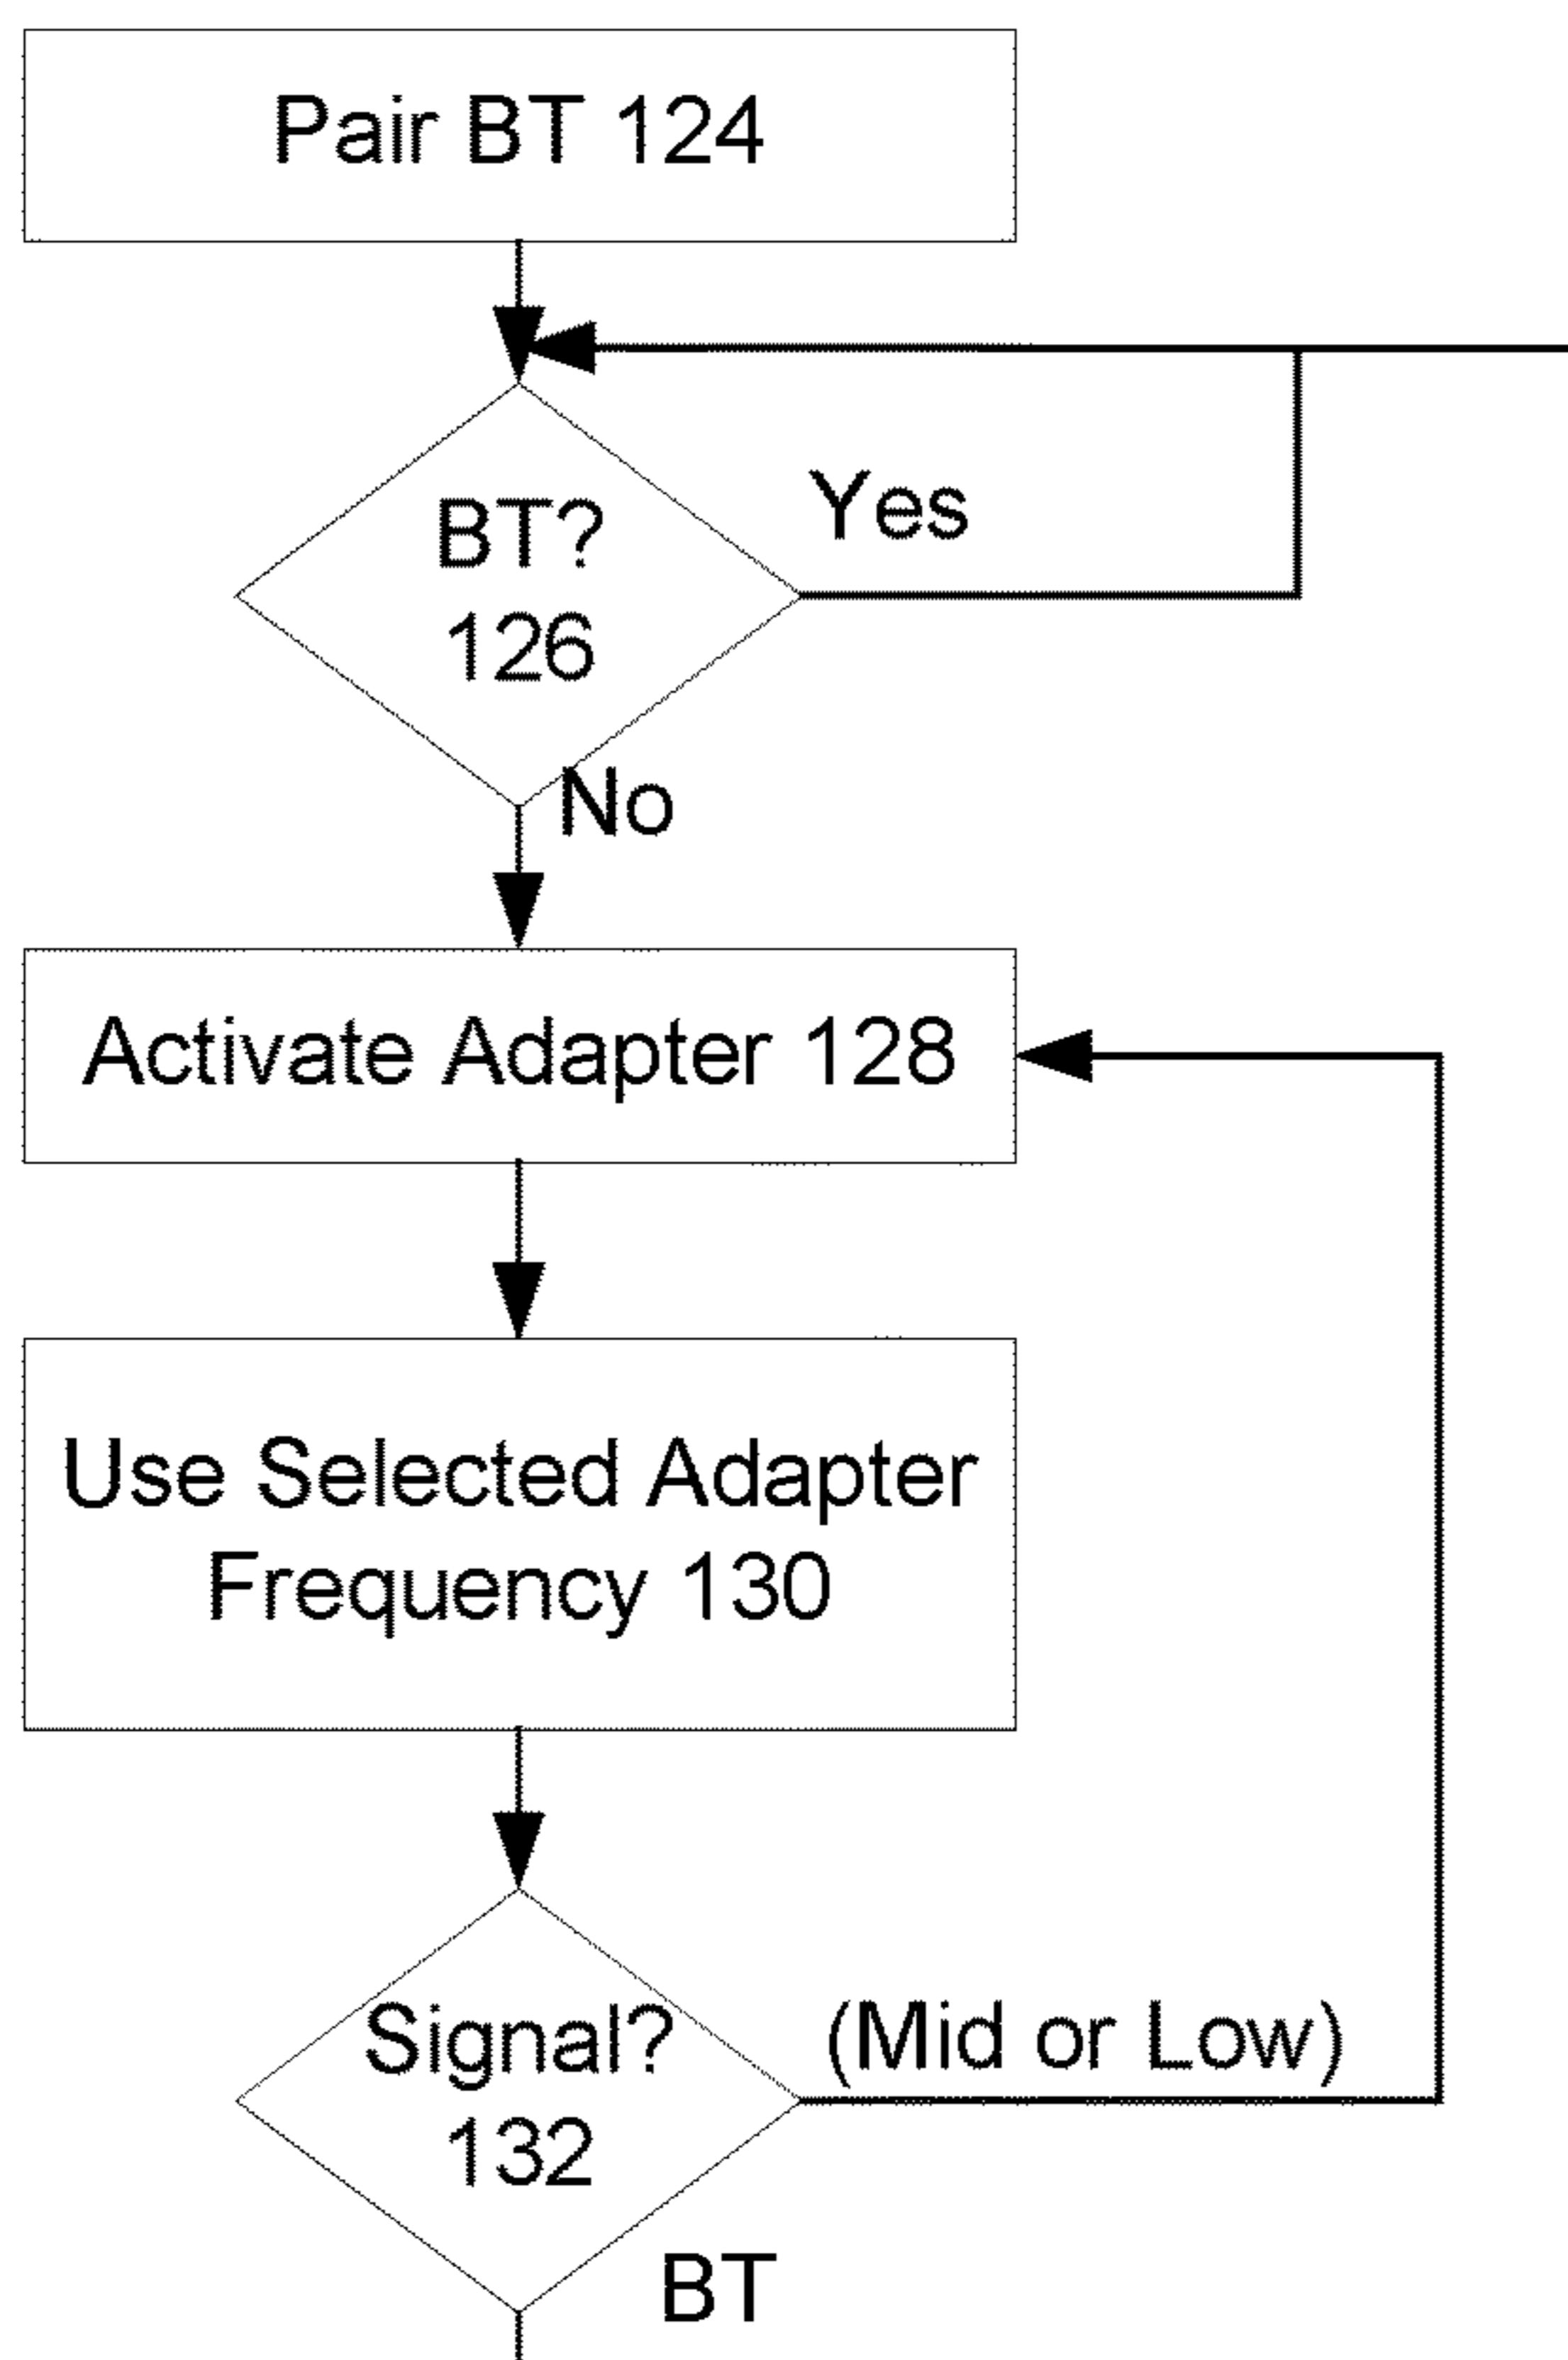 Pair BT 124
BT?
126
Yes
No
Activate Adapter 128
Use Selected Adapter
Frequency 130
Signal?
132
(Mid or Low)
BT